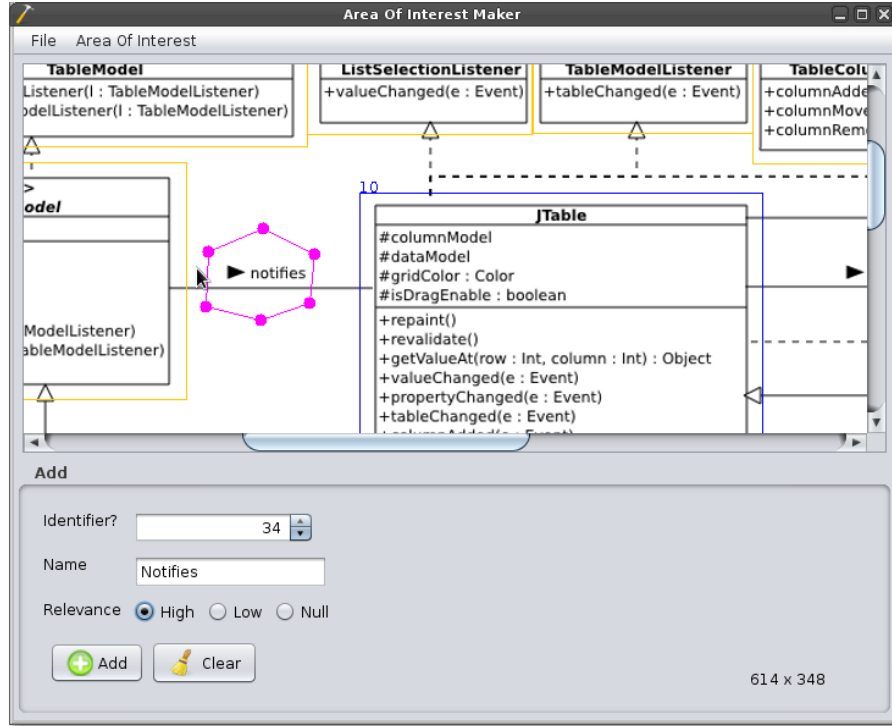 Area Of Interest Maker
File Area Of Interest
TableModel
Listener(l : TableModelListener)
odelListener(l : TableModelListener)
ListSelectionListener
+valueChanged(e : Event)
TableModelListener
+tableChanged(e : Event)
TableColu
+columnAdde
+columnMove
+columnRem
>
odel
ModelListener)
ableModelListener)
notifies
10
JTable
#columnModel
#dataModel
#gridColor : Color
#isDragEnable : boolean
+repaint()
+revalidate()
+getValueAt(row : Int, column : Int) : Object
+valueChanged(e : Event)
+propertyChanged(e : Event)
+tableChanged(e : Event)
Add
Identifier? 34
Name Notifies
Relevance High Low Null
Add Clear
614 x 348